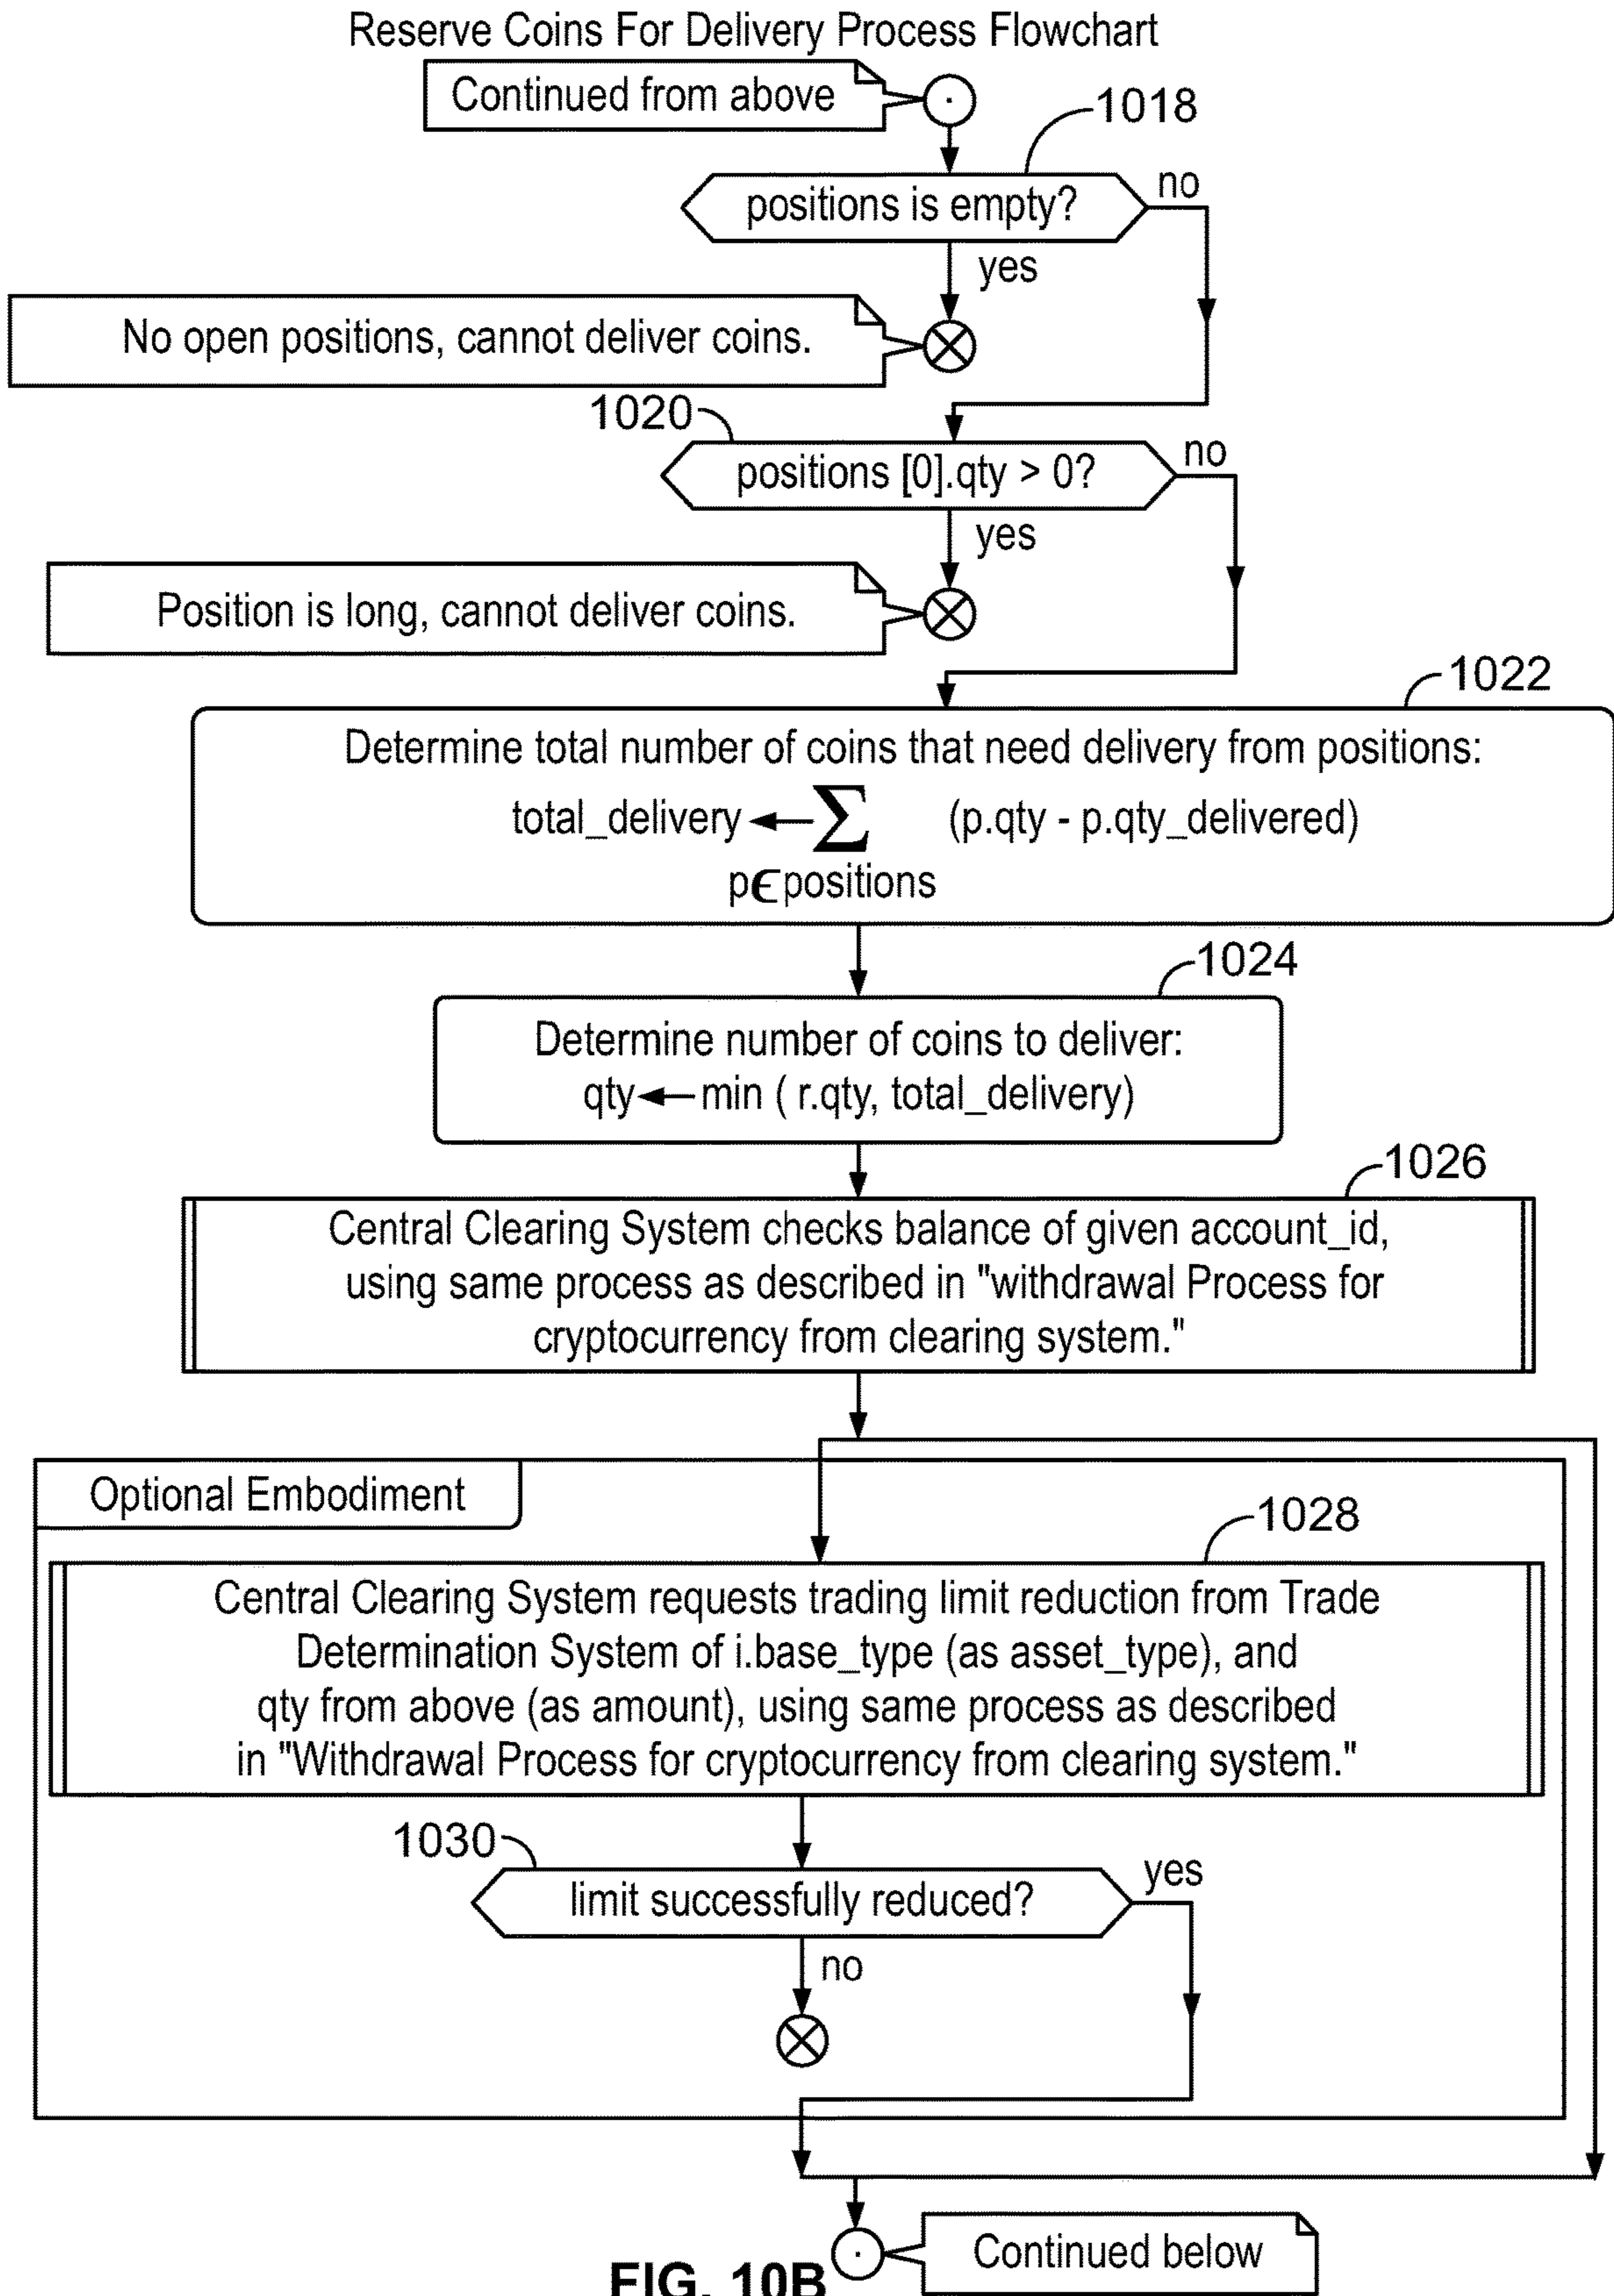 Reserve Coins For Delivery Process Flowchart
Continued from above
1018
positions is empty?
no
yes
No open positions, cannot deliver coins.
1020
positions [0].qty > 0?
no
yes
Position is long, cannot deliver coins.
1022
Determine total number of coins that need delivery from positions:
total_delivery ← Σ (p.qty - p.qty_delivered)
pϵpositions
1024
Determine number of coins to deliver:
qty ← min ( r.qty, total_delivery)
1026
Central Clearing System checks balance of given account_id,
using same process as described in "withdrawal Process for
cryptocurrency from clearing system."
Optional Embodiment
1028
Central Clearing System requests trading limit reduction from Trade
Determination System of i.base_type (as asset_type), and
qty from above (as amount), using same process as described
in "Withdrawal Process for cryptocurrency from clearing system."
1030
limit successfully reduced?
yes
no
Continued below
FIG. 10B